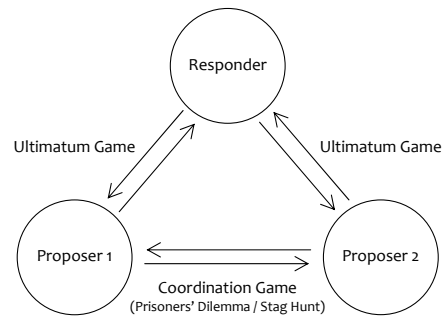 Responder
Ultimatum Game
Ultimatum Game
Proposer 1
Proposer 2
Coordination Game
(Prisoners' Dilemma / Stag Hunt)